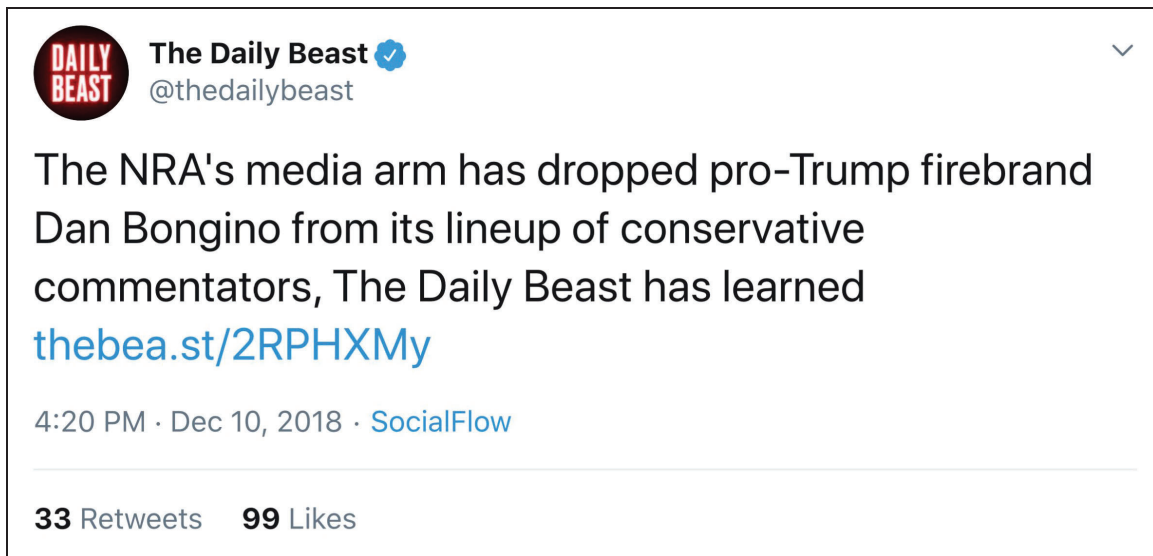 DAILY
BEAST
The Daily Beast
@thedailybeast
The NRA's media arm has dropped pro-Trump firebrand
Dan Bongino from its lineup of conservative
commentators, The Daily Beast has learned
thebea.st/2RPHXMy
4:20 PM · Dec 10, 2018 · SocialFlow
33 Retweets 99 Likes